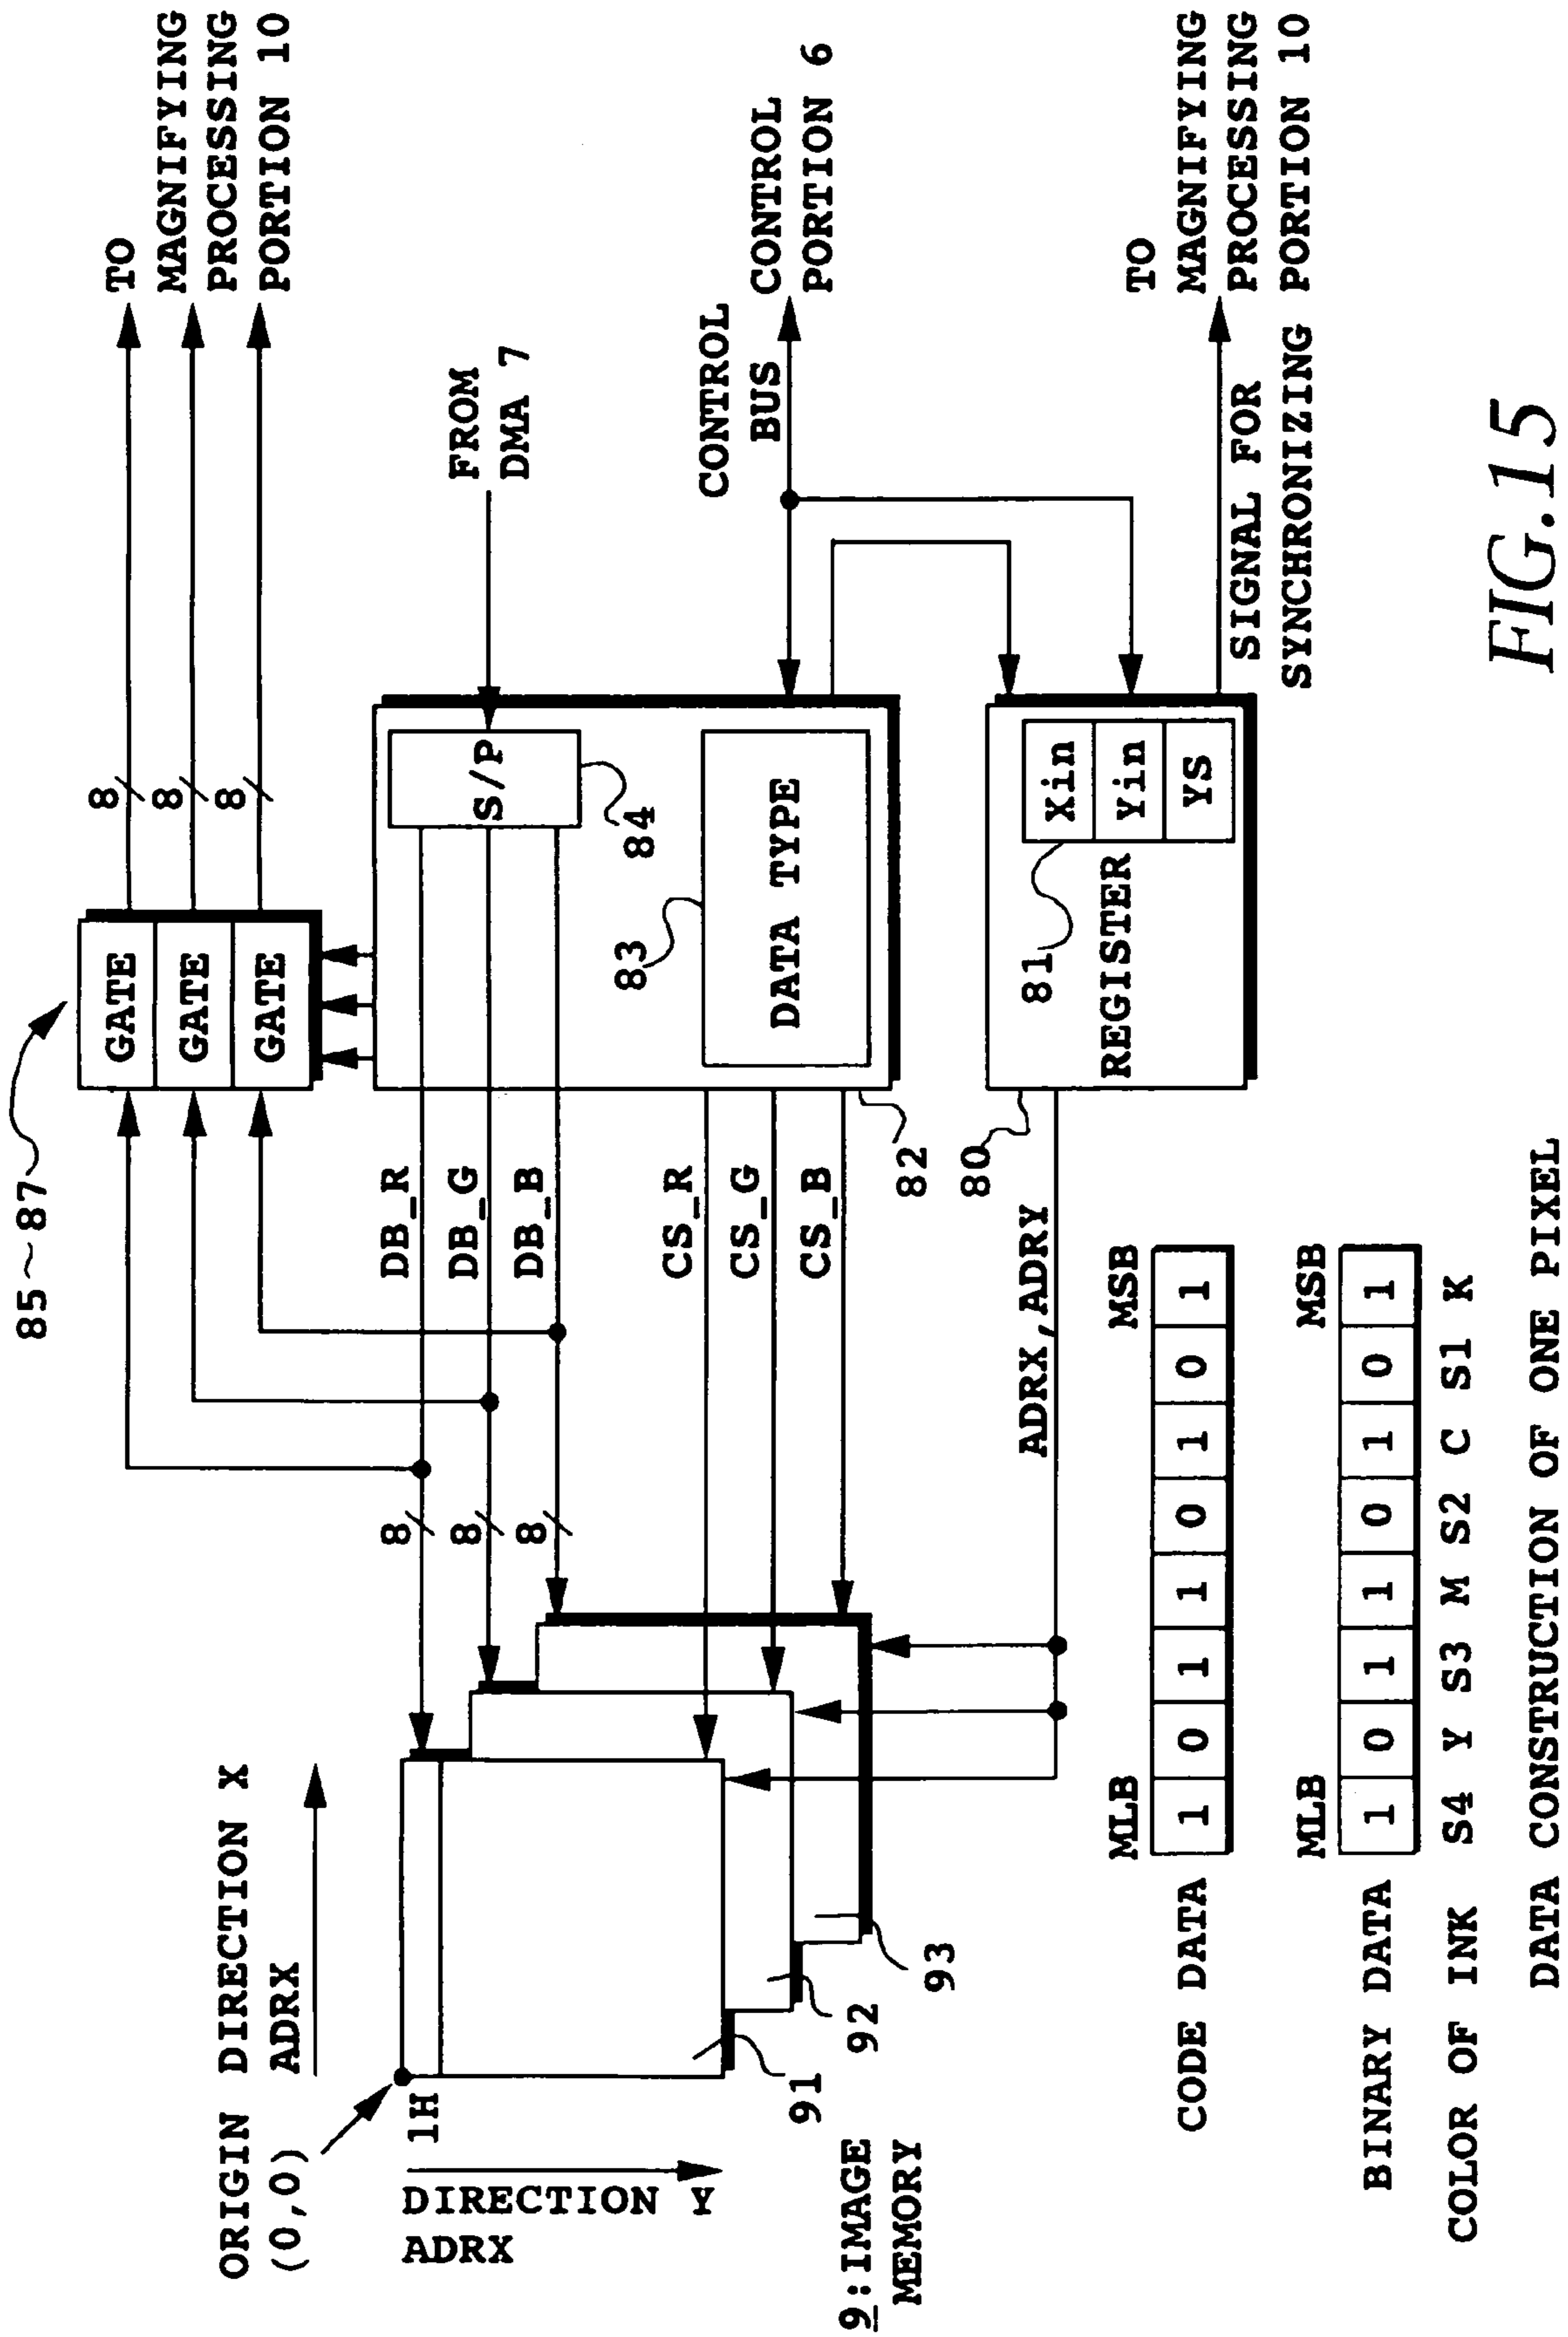 85~87
ORIGIN
(0,0)
DIRECTION X
ADRX
1H
DIRECTION Y
ADRX
9:IMAGE
MEMORY
91
92
93
8
8
8
DB_R
DB_G
DB_B
CS_R
CS_G
CS_B
ADRX,ADRY
GATE
GATE
GATE
8
8
8
TO
MAGNIFYING
PROCESSING
PORTION 10
S/P
84
FROM
DMA 7
83
DATA TYPE
82
CONTROL
BUS
CONTROL
PORTION 6
80
81
REGISTER
Xin
Yin
YS
TO
MAGNIFYING
PROCESSING
PORTION 10
SIGNAL FOR
SYNCHRONIZING
MLB MSB
CODE DATA 1 0 1 1 0 1 0 1
MLB MSB
BINARY DATA 1 0 1 1 0 1 0 1
COLOR OF INK S4 Y S3 M S2 C S1 K
DATA CONSTRUCTION OF ONE PIXEL
FIG.15